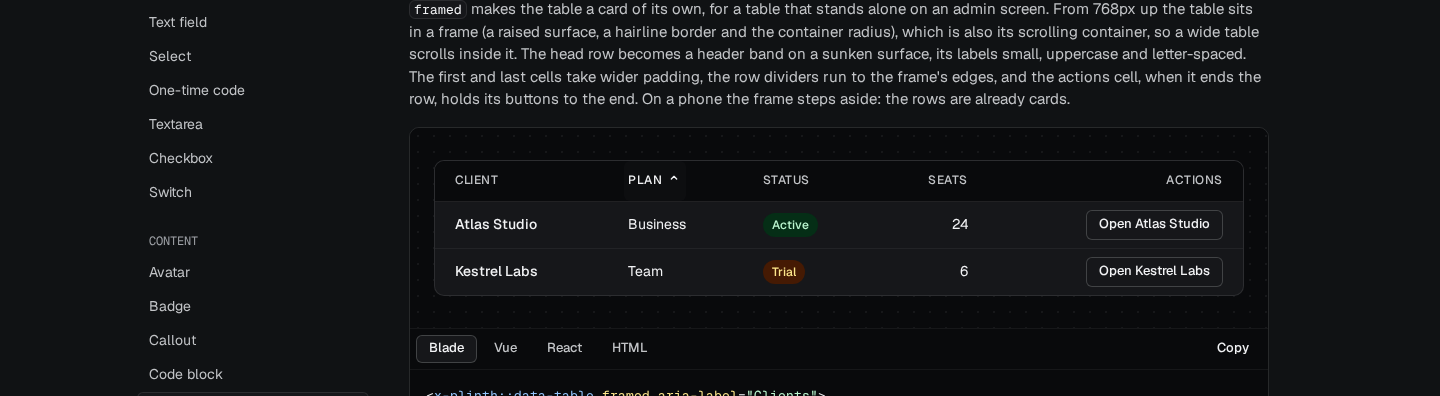 Text field
Select
One-time code
Textarea
Checkbox
Switch
CONTENT
Avatar
Badge
Callout
Code block
framed makes the table a card of its own, for a table that stands alone on an admin screen. From 768px up the table sits
in a frame (a raised surface, a hairline border and the container radius), which is also its scrolling container, so a wide table
scrolls inside it. The head row becomes a header band on a sunken surface, its labels small, uppercase and letter-spaced.
The first and last cells take wider padding, the row dividers run to the frame's edges, and the actions cell, when it ends the
row, holds its buttons to the end. On a phone the frame steps aside: the rows are already cards.
CLIENT PLAN STATUS SEATS ACTIONS
Atlas Studio Business Active 24 Open Atlas Studio
Kestrel Labs Team Trial 6 Open Kestrel Labs
Blade Vue React HTML Copy
<x-plinth::data-table framed aria-label="Clients">